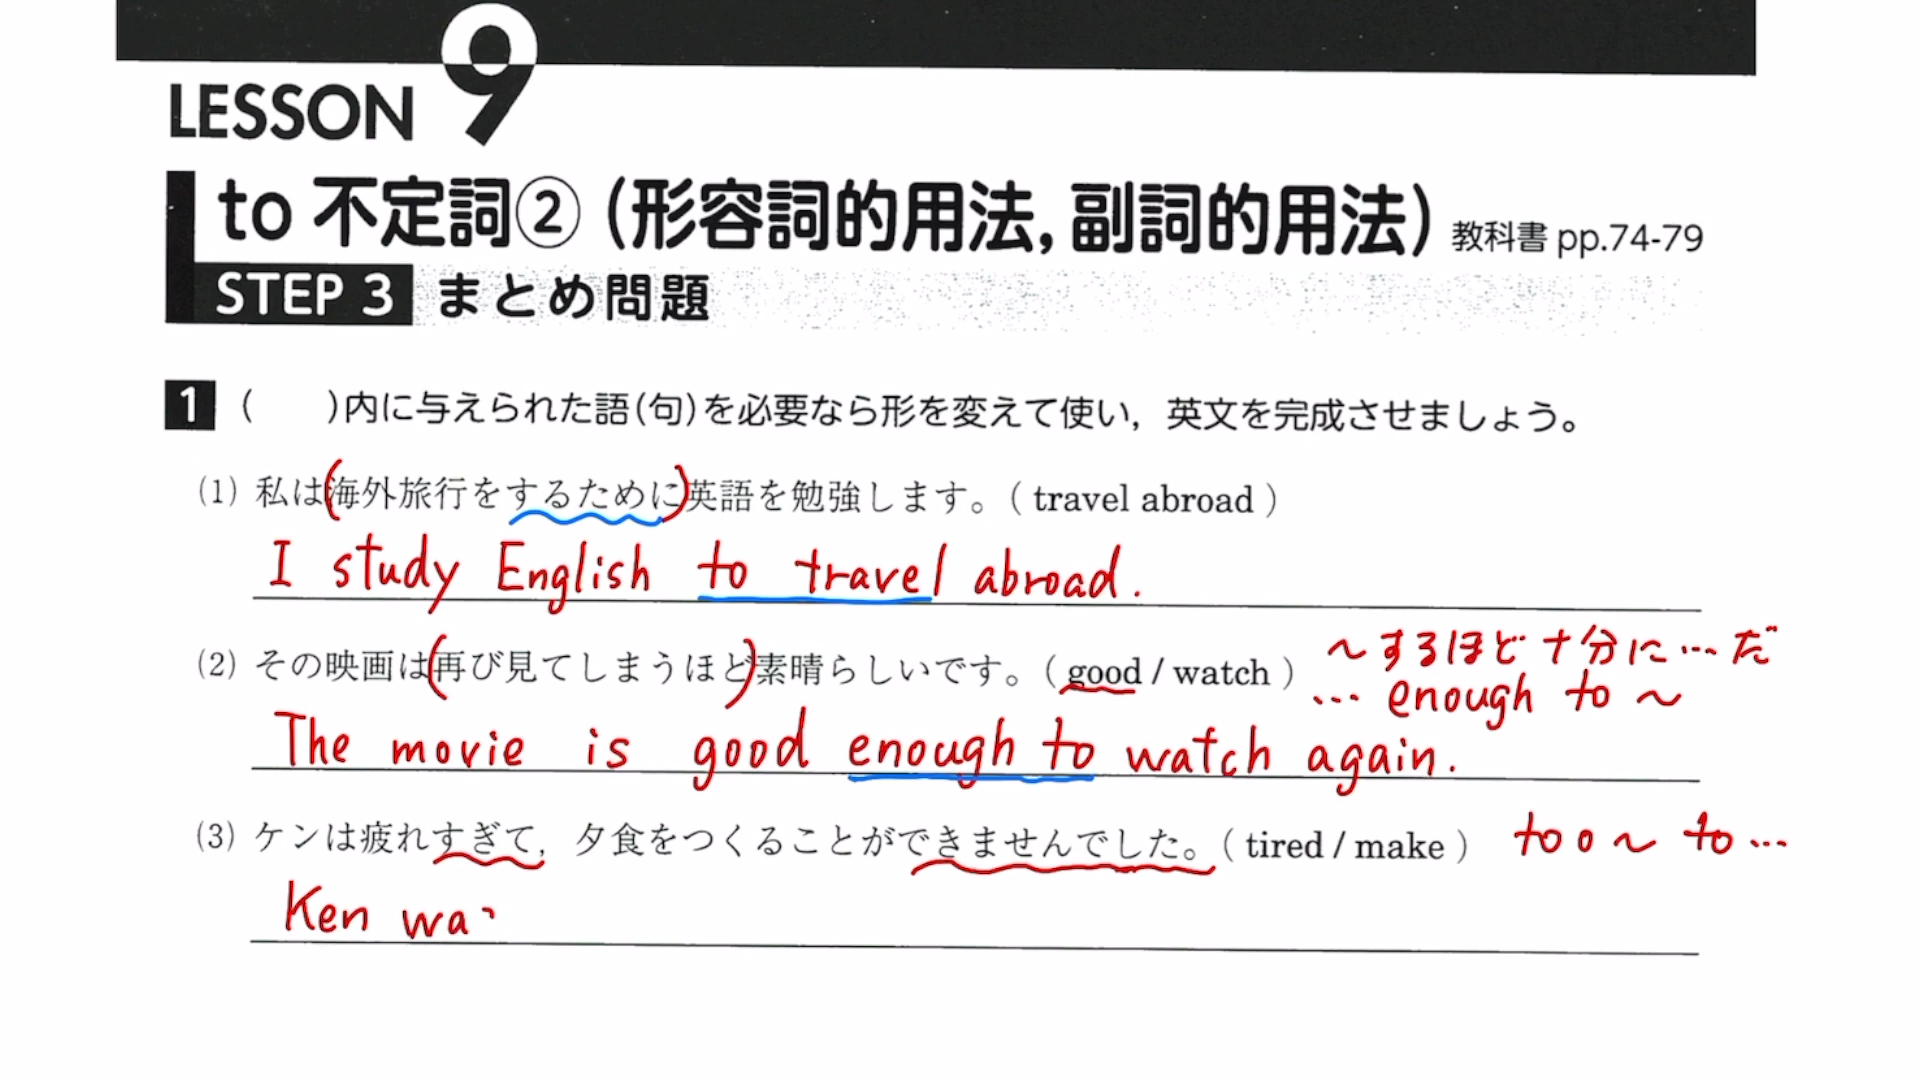 LESSON 9
to 不定詞②（形容詞的用法，副詞的用法） 教科書 pp.74-79
STEP 3 まとめ問題
1 (　　)内に与えられた語(句)を必要なら形を変えて使い，英文を完成させましょう。
(1) 私は(海外旅行をするために)英語を勉強します。( travel abroad )
I study English to travel abroad.
(2) その映画は(再び見てしまうほど)素晴らしいです。( good / watch )
～するほど十分に…だ
… enough to ～
The movie is good enough to watch again.
(3) ケンは疲れすぎて，夕食をつくることができませんでした。( tired / make )
too ～ to …
Ken wa